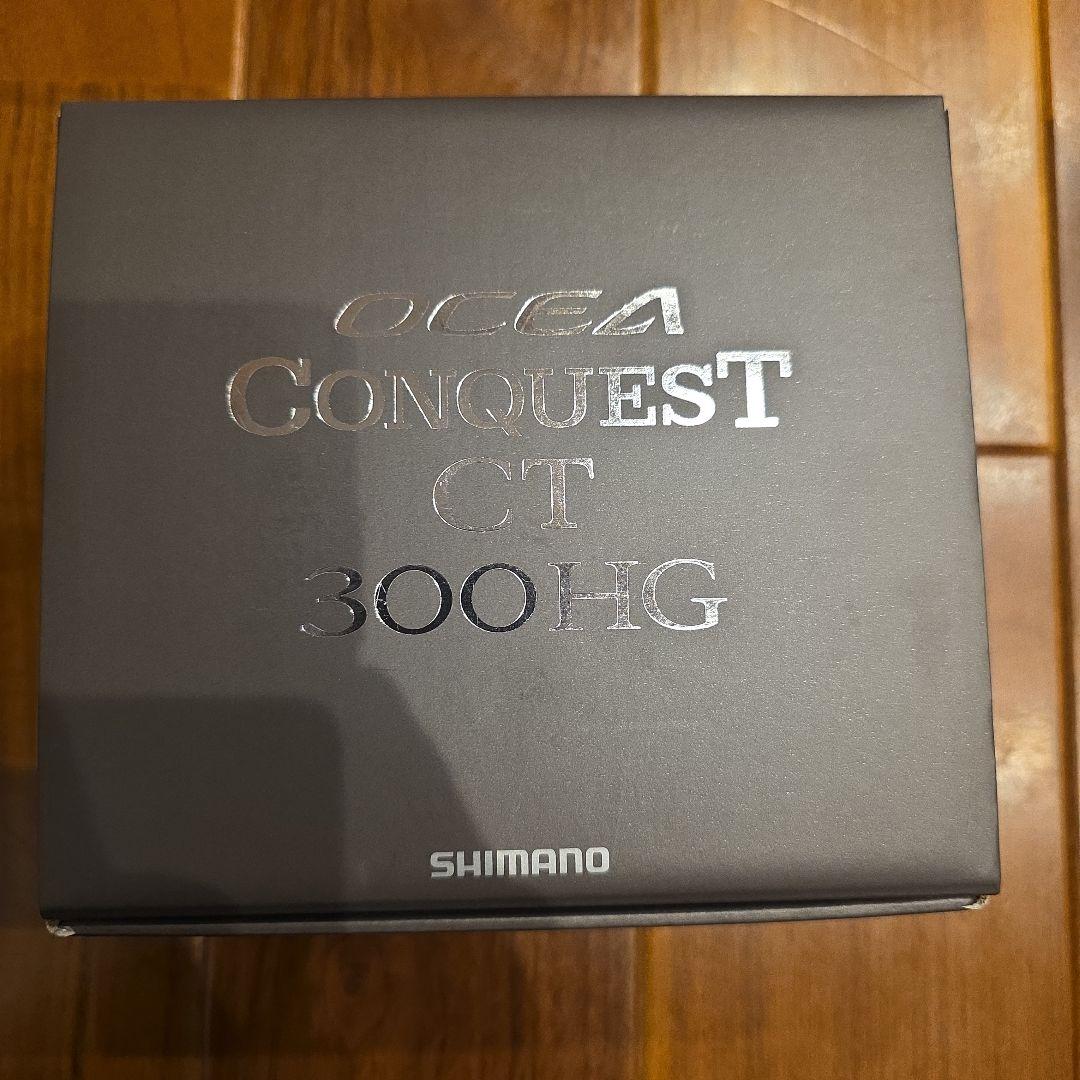 OCEA
CONQUEST
CT
300HG
SHIMANO